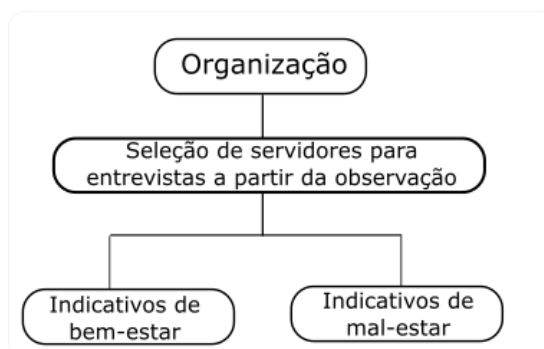 Organização
Seleção de servidores para
entrevistas a partir da observação
Indicativos de
bem-estar
Indicativos de
mal-estar